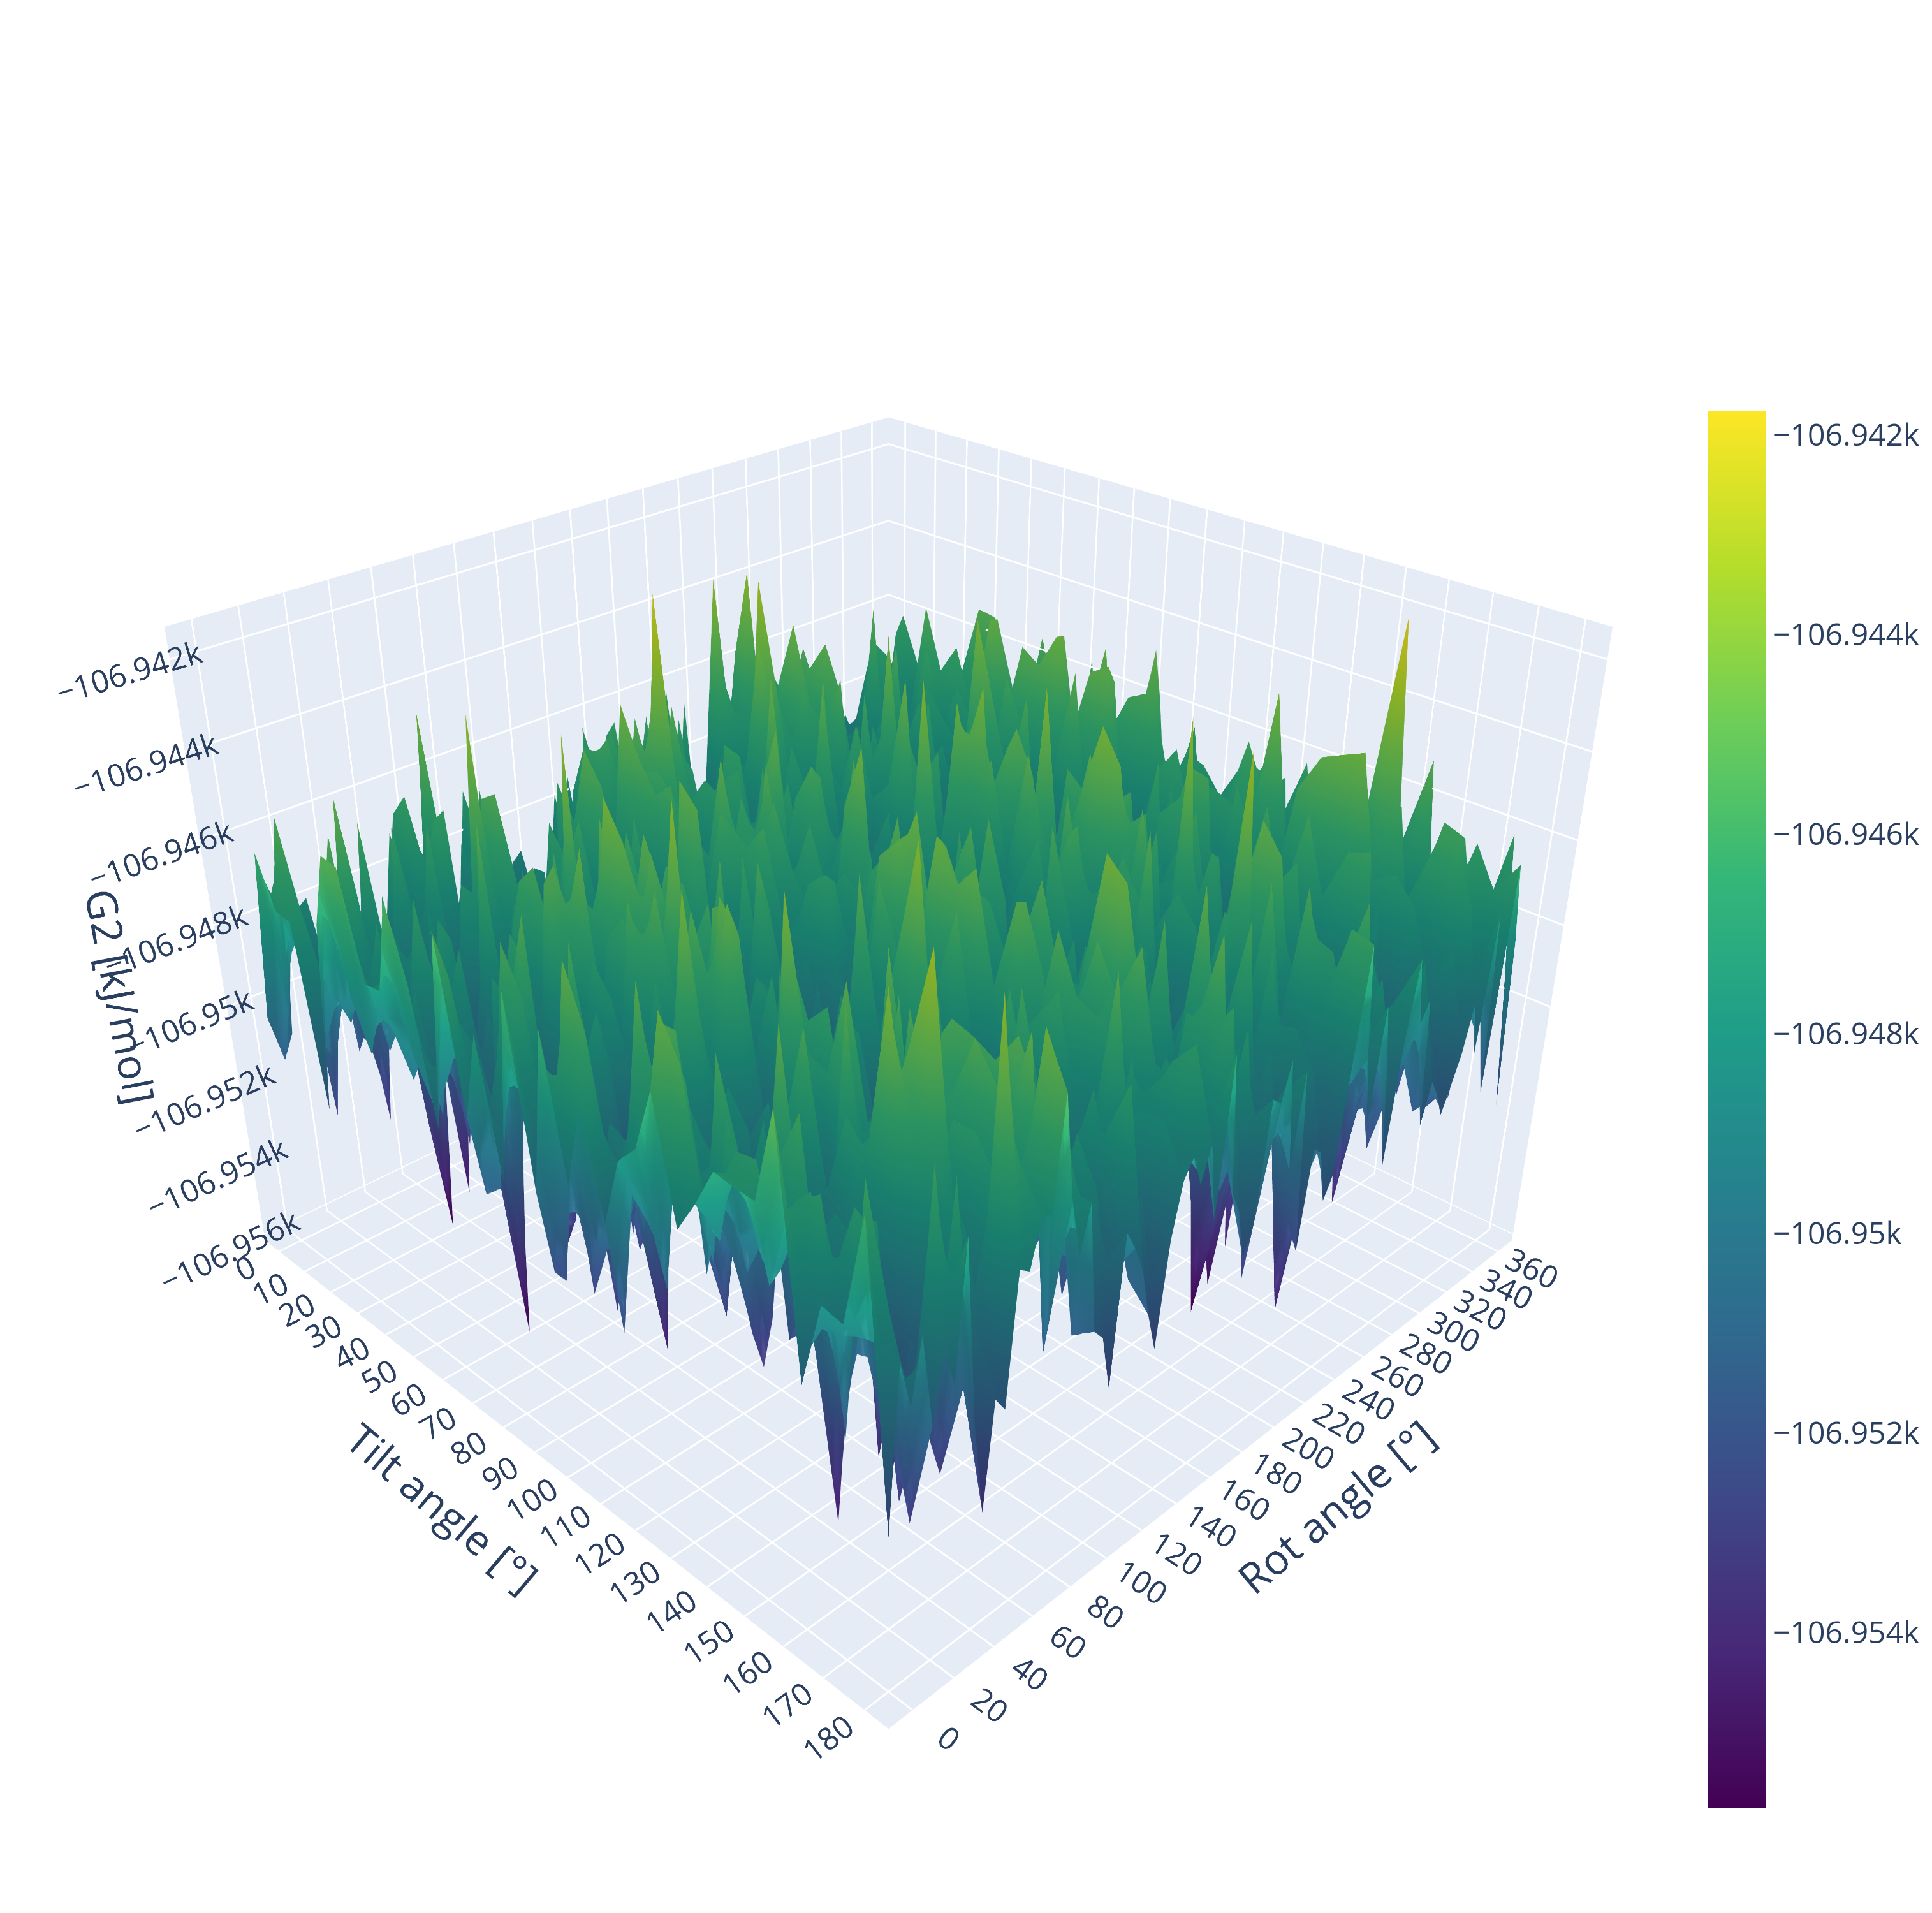 −106.942k
−106.944k
−106.946k
−106.948k
−106.95k
−106.952k
−106.954k
−106.956k
G2 [kJ/mol]
0
10
20
30
40
50
60
70
80
90
100
110
120
130
140
150
160
170
180
Tilt angle [°]
0
20
40
60
80
100
120
140
160
180
200
220
240
260
280
300
320
340
360
Rot angle [°]
−106.942k
−106.944k
−106.946k
−106.948k
−106.95k
−106.952k
−106.954k